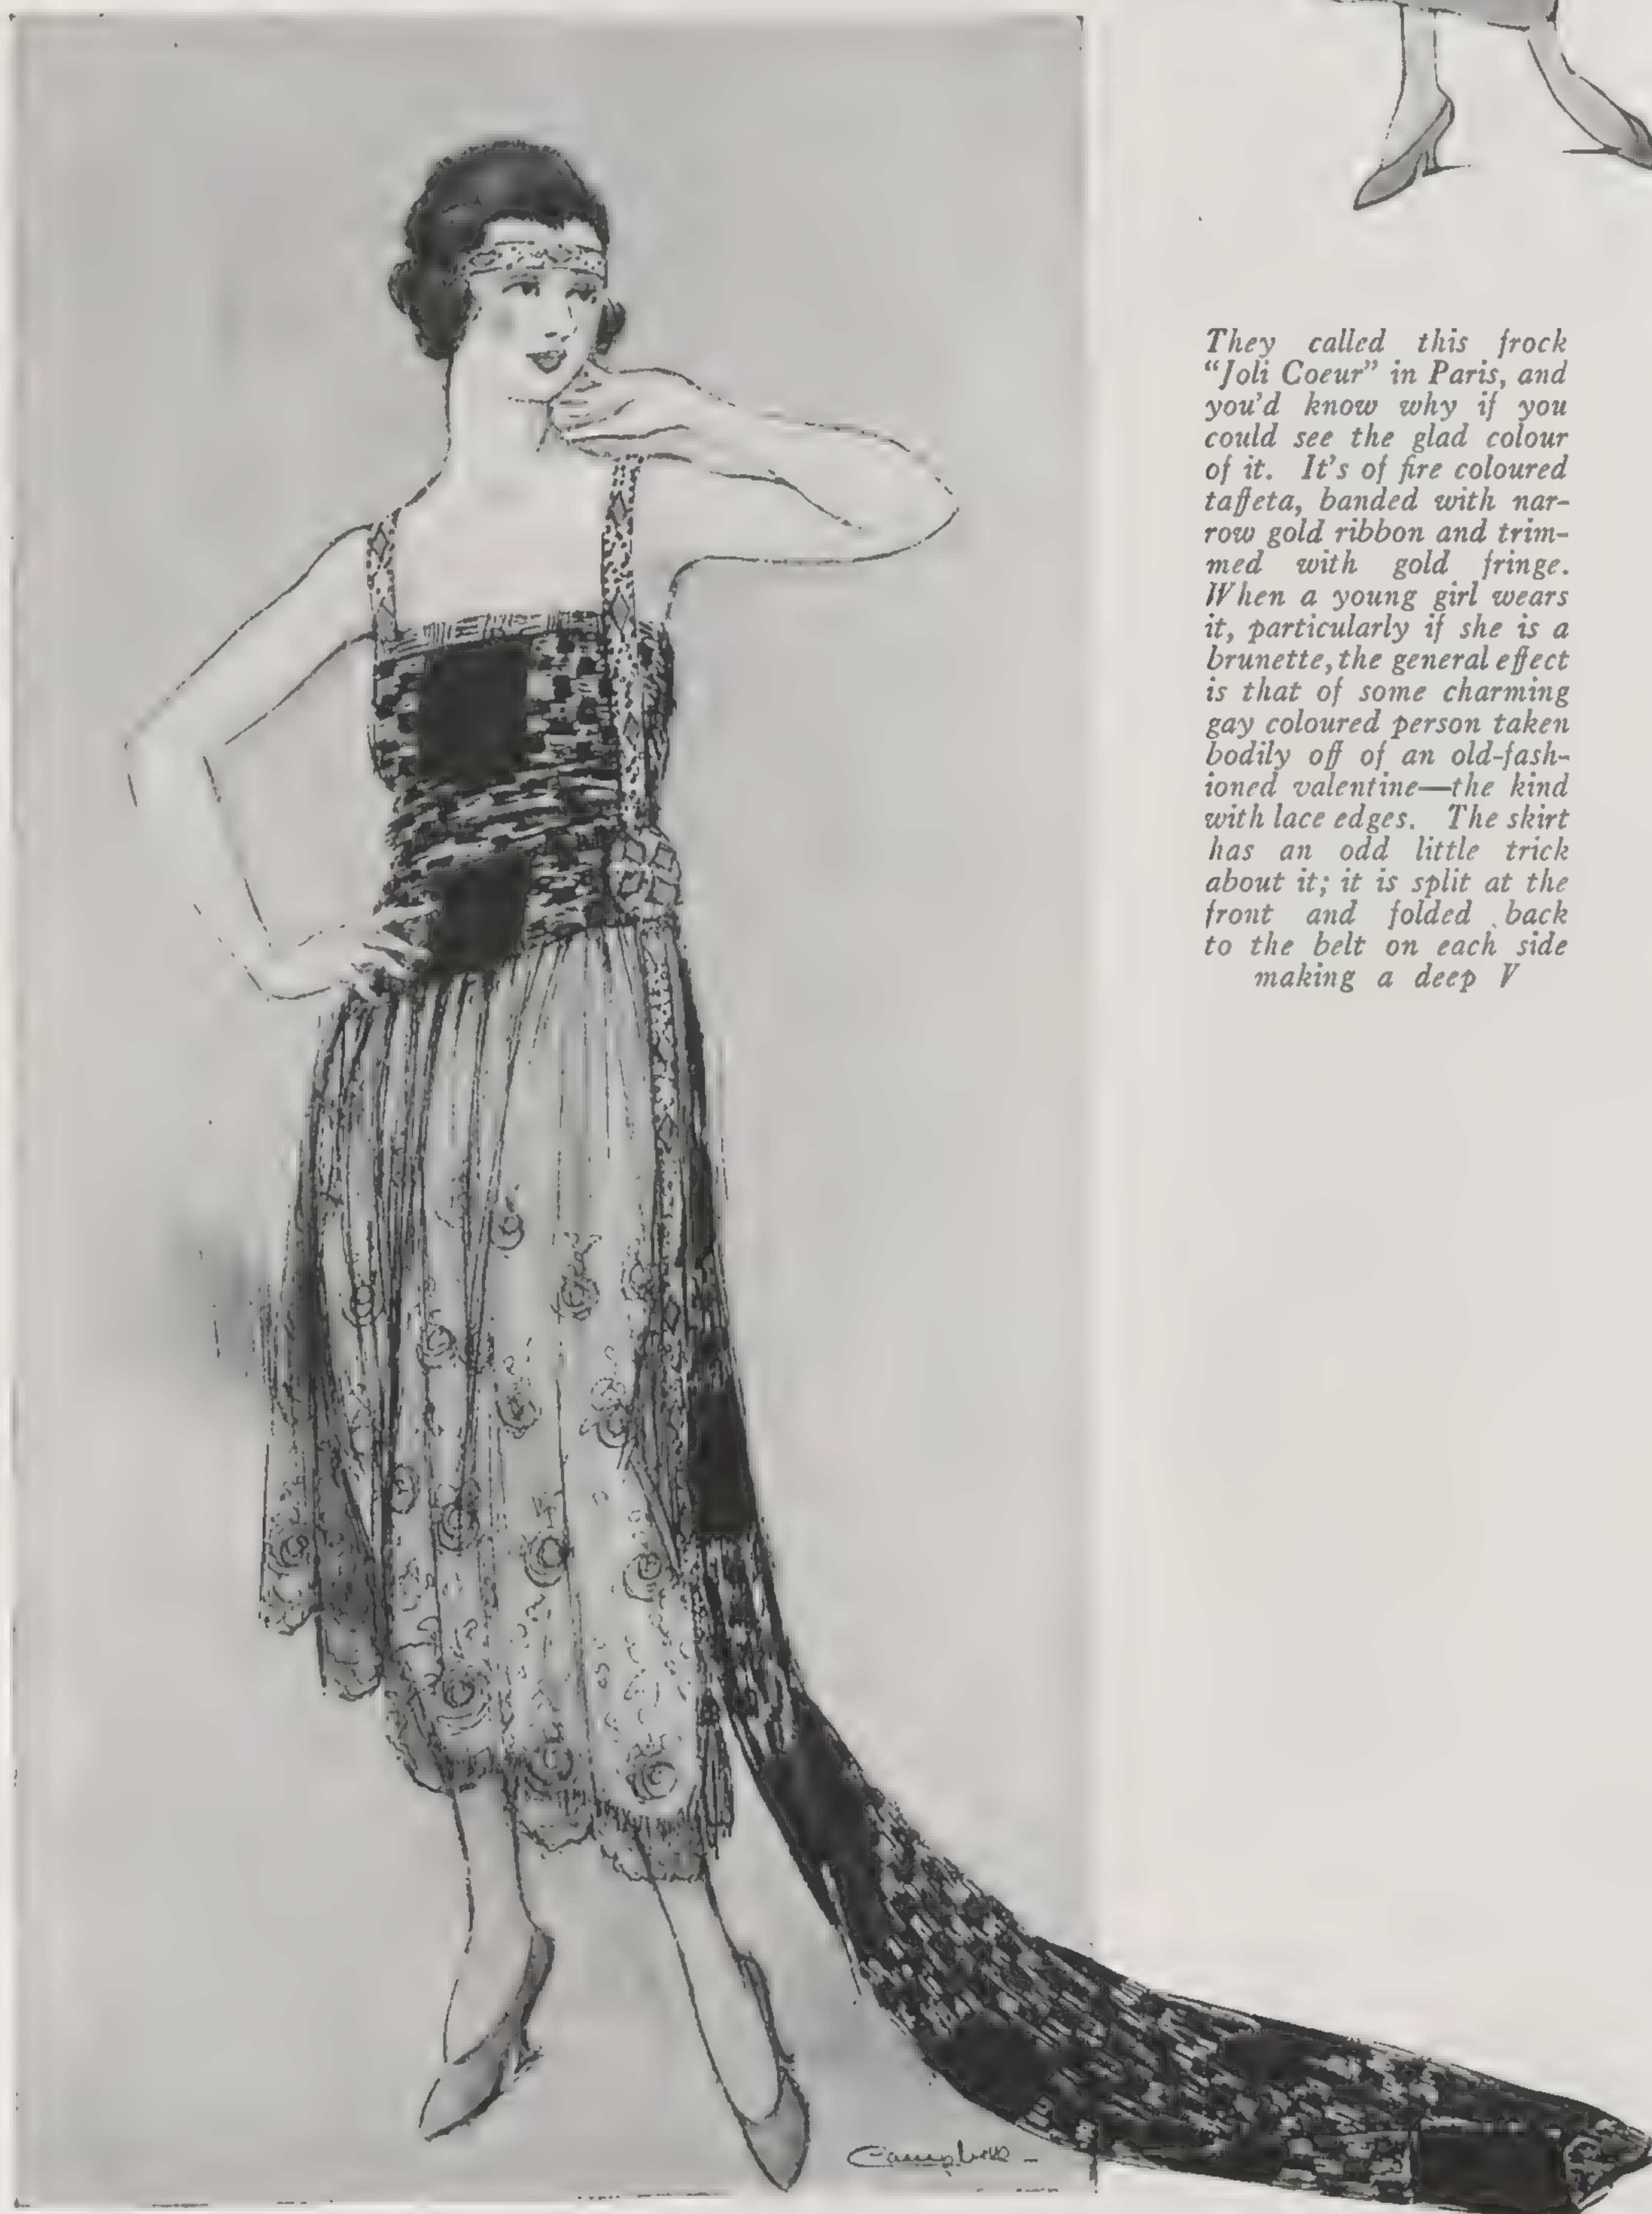 They called this frock
“Joli Coeur” in Paris, and
you’d know why if you
could see the glad colour
of it. It’s of fire coloured
taffeta, banded with nar-
row gold ribbon and trim-
med with gold fringe.
When a young girl wears
it, particularly if she is a
brunette, the general effect
is that of some charming
gay coloured person taken
bodily off of an old-fash-
ioned valentine—the kind
with lace edges. The skirt
has an odd little trick
about it; it is split at the
front and folded back
to the belt on each side
making a deep V
Campbell